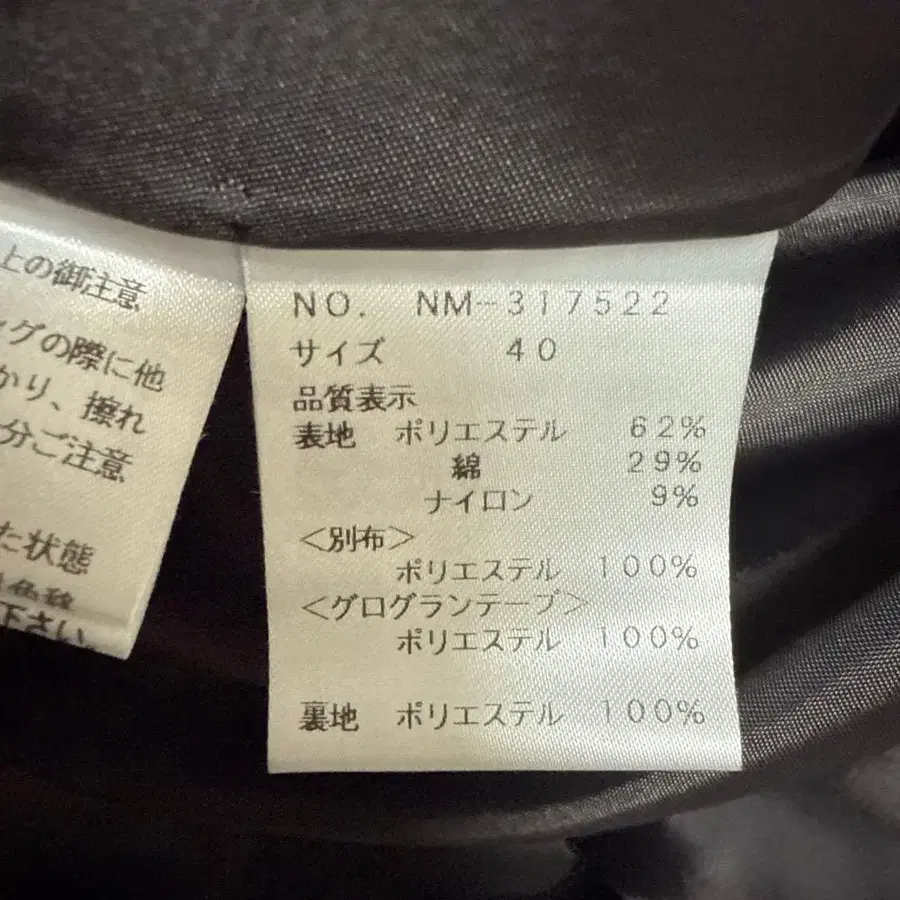 上の御注意
グの際に他
かり、擦れ
分ご注意
た状態
下さい。
NO. NM-317522
サイズ 40
品質表示
表地 ポリエステル 62%
綿 29%
ナイロン 9%
<別布>
ポリエステル 100%
<グログランテープ>
ポリエステル 100%
裏地 ポリエステル 100%